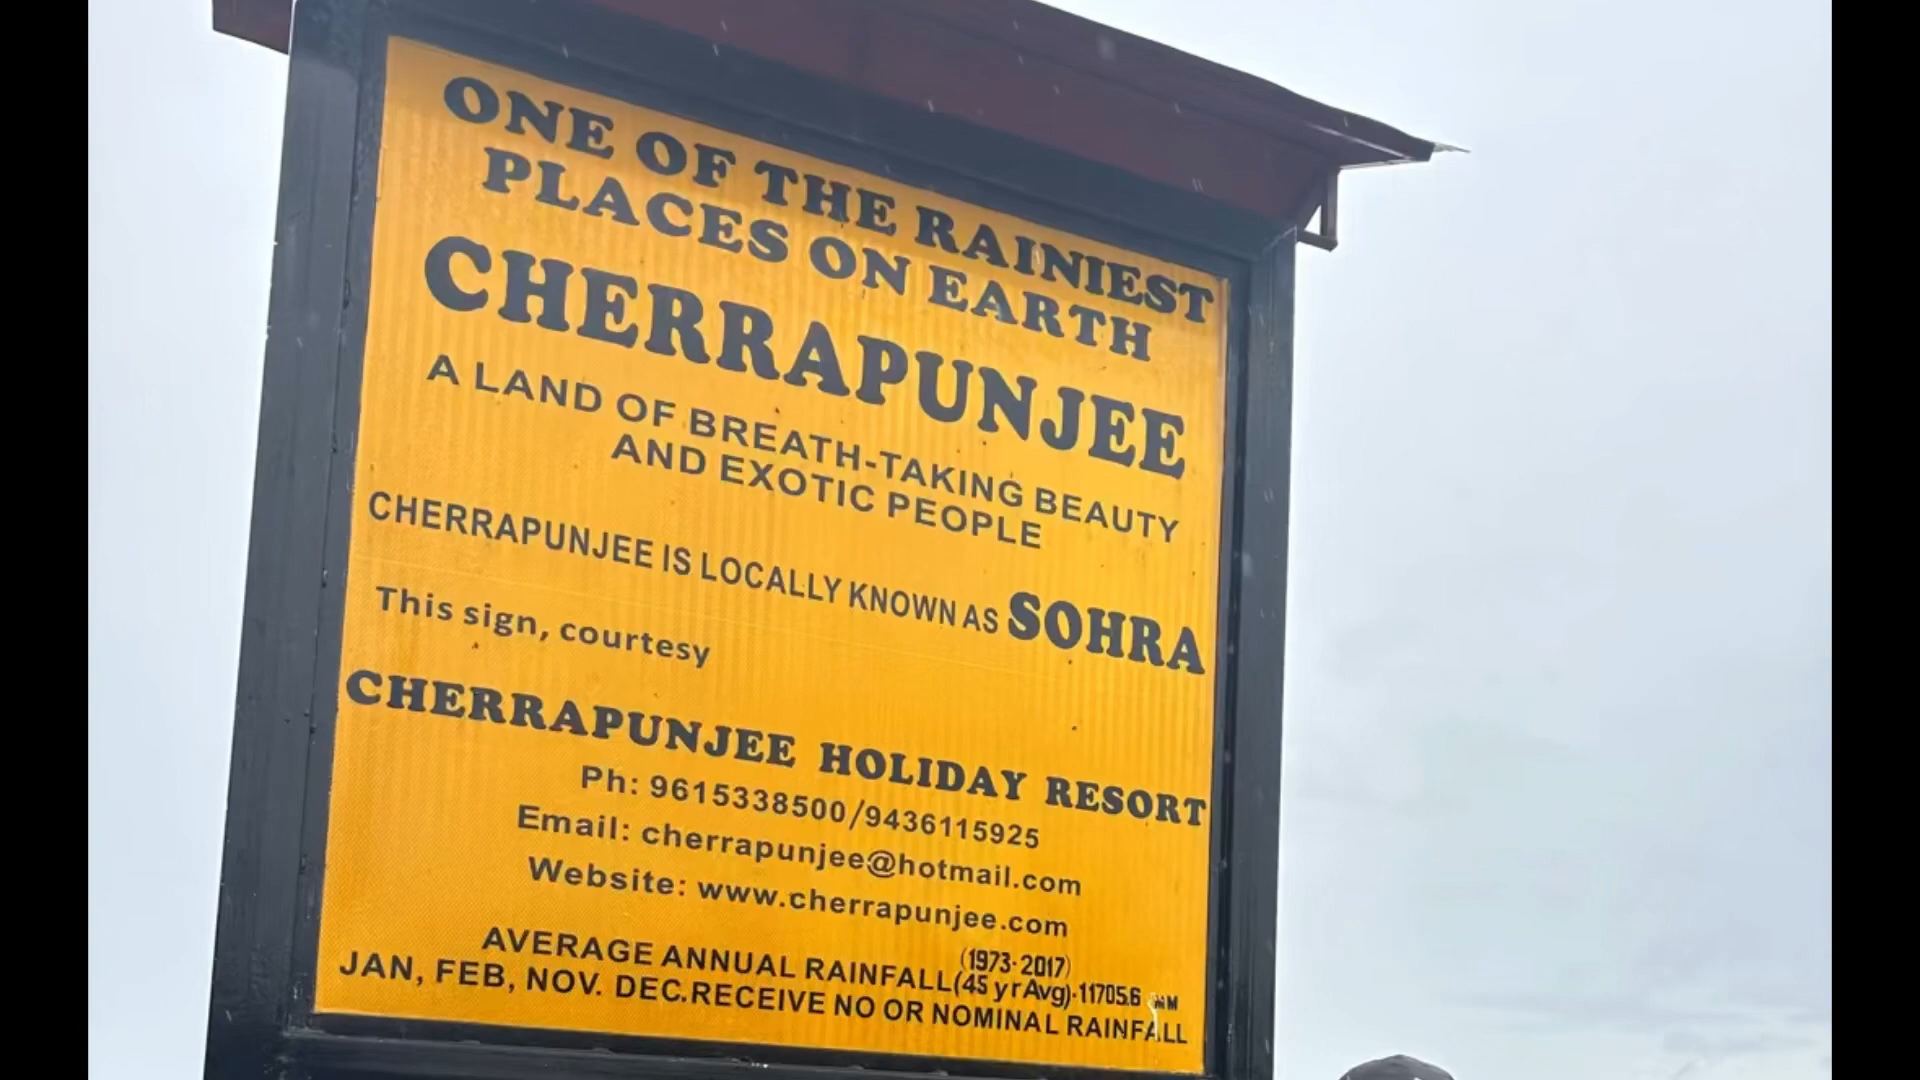 ONE OF THE RAINIEST
PLACES ON EARTH
CHERRAPUNJEE
A LAND OF BREATH-TAKING BEAUTY
AND EXOTIC PEOPLE
CHERRAPUNJEE IS LOCALLY KNOWN AS SOHRA
This sign, courtesy
CHERRAPUNJEE HOLIDAY RESORT
Ph: 9615338500/9436115925
Email: cherrapunjee@hotmail.com
Website: www.cherrapunjee.com
(1973-2017)
AVERAGE ANNUAL RAINFALL(45 yr Avg)-11705.6
JAN, FEB, NOV. DEC.RECEIVE NO OR NOMINAL RAINFALL